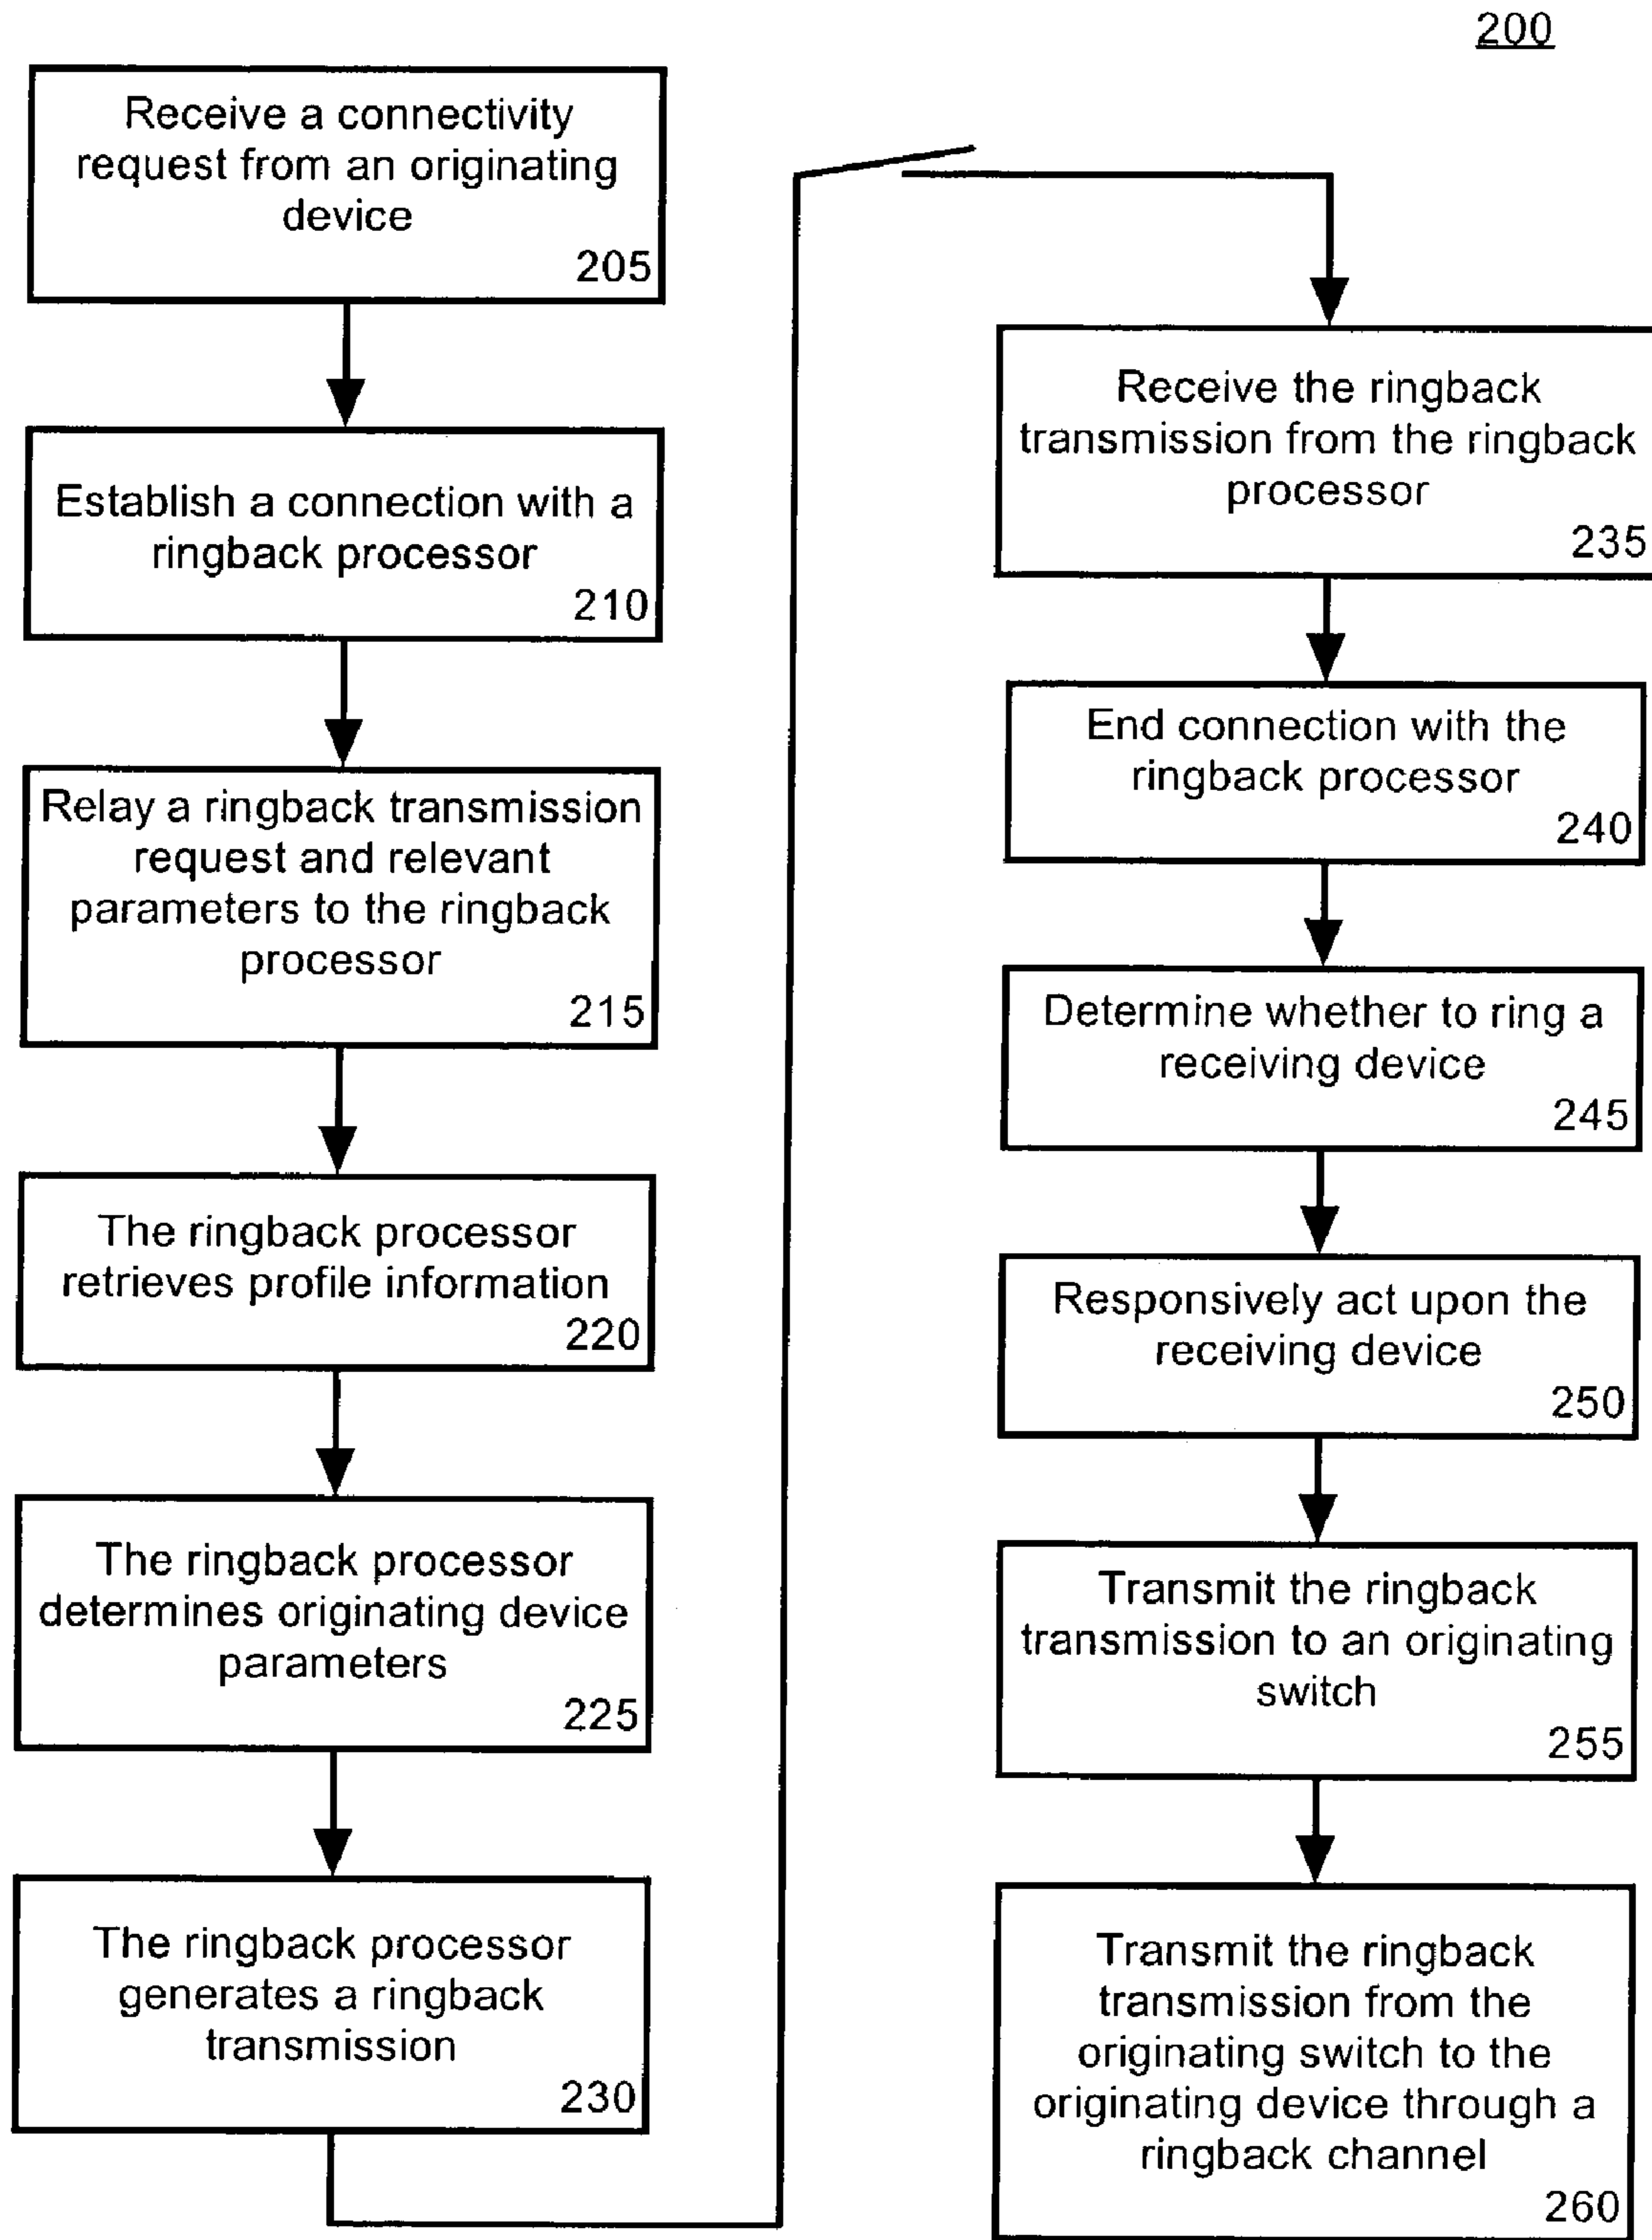 200
Receive a connectivity
request from an originating
device
205
Establish a connection with a
ringback processor
210
Relay a ringback transmission
request and relevant
parameters to the ringback
processor
215
The ringback processor
retrieves profile information
220
The ringback processor
determines originating device
parameters
225
The ringback processor
generates a ringback
transmission
230
Receive the ringback
transmission from the ringback
processor
235
End connection with the
ringback processor
240
Determine whether to ring a
receiving device
245
Responsively act upon the
receiving device
250
Transmit the ringback
transmission to an originating
switch
255
Transmit the ringback
transmission from the
originating switch to the
originating device through a
ringback channel
260